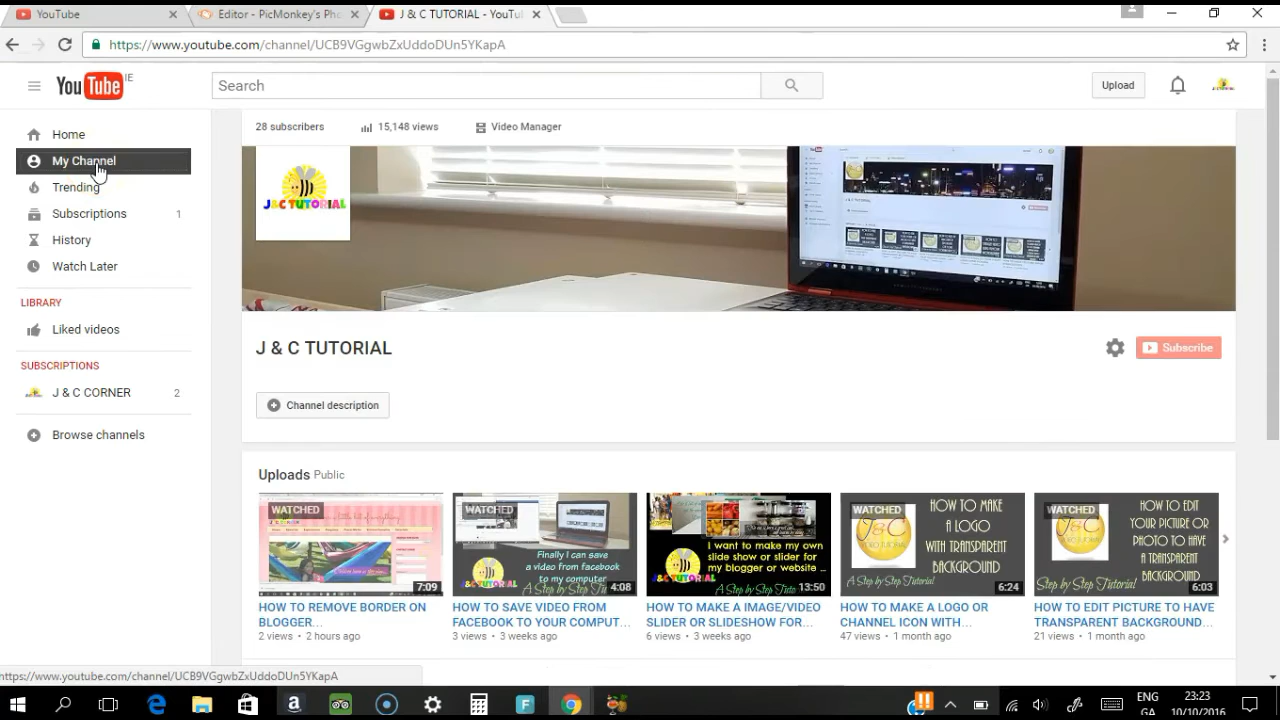 YouTube
Editor - PicMonkey's Ph
J & C TUTORIAL - YouTu
https://www.youtube.com/channel/UCB9VGgwbZxUddoDUn5YKapA
YouTube IE
Search
Upload
Home
My Channel
Trending
Subscriptions 1
History
Watch Later
LIBRARY
Liked videos
SUBSCRIPTIONS
J & C CORNER 2
Browse channels
28 subscribers 15,148 views Video Manager
J&C TUTORIAL
J & C TUTORIAL
Subscribe
Channel description
Uploads Public
WATCHED
7:09
HOW TO REMOVE BORDER ON
BLOGGER...
2 views • 2 hours ago
WATCHED
Finally I can save
a video from facebook
to my computer
A Step by Step Tuto
4:08
HOW TO SAVE VIDEO FROM
FACEBOOK TO YOUR COMPUT...
3 views • 3 weeks ago
WATCHED
I want to make my own
slide show or slider for
my blogger or website ...
J&C TUTORIAL
A Step by Step Tuto
13:50
HOW TO MAKE A IMAGE/VIDEO
SLIDER OR SLIDESHOW FOR...
6 views • 3 weeks ago
WATCHED
J&C
HOW TO MAKE
A LOGO
WITH TRANSPARENT
BACKGROUND
A Step by Step Tutorial
6:24
HOW TO MAKE A LOGO OR
CHANNEL ICON WITH...
47 views • 1 month ago
WATCHED
J&C
HOW TO EDIT
YOUR PICTURE OR
PHOTO TO HAVE
A TRANSPARENT
BACKGROUND
Step by Step Tutorial
6:03
HOW TO EDIT PICTURE TO HAVE
TRANSPARENT BACKGROUND...
21 views • 1 month ago
https://www.youtube.com/channel/UCB9VGgwbZxUddoDUn5YKapA
ENG
GA
23:23
10/10/2016